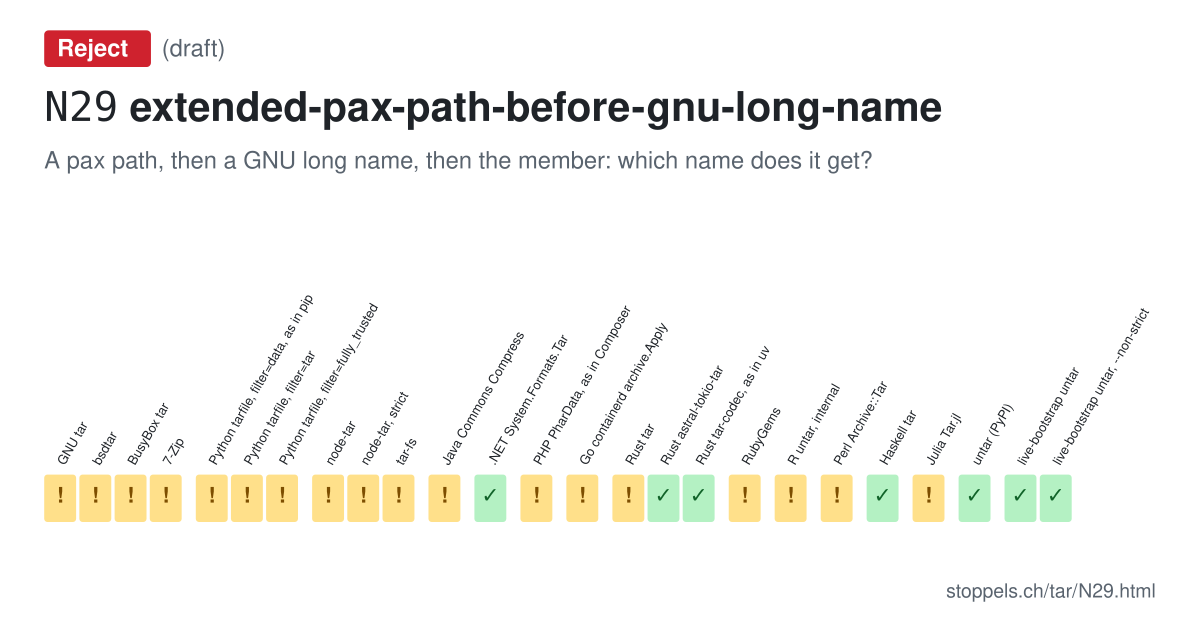 Reject (draft)
N29 extended-pax-path-before-gnu-long-name
A pax path, then a GNU long name, then the member: which name does it get?
GNU tar
bsdtar
BusyBox tar
7-Zip
Python tarfile, filter=data, as in pip
Python tarfile, filter=tar
Python tarfile, filter=fully_trusted
node-tar
node-tar, strict
tar-fs
Java Commons Compress
.NET System.Formats.Tar
PHP PharData, as in Composer
Go containerd archive.Apply
Rust tar
Rust astral-tokio-tar
Rust tar-codec, as in uv
RubyGems
R untar, internal
Perl Archive::Tar
Haskell tar
Julia Tar.jl
untar (PyPI)
live-bootstrap untar
live-bootstrap untar, --non-strict
! ! ! ! ! ! ! ! ! ! ! ✓ ! ! ! ✓ ✓ ! ! ! ✓ ! ✓ ✓ ✓
stoppels.ch/tar/N29.html